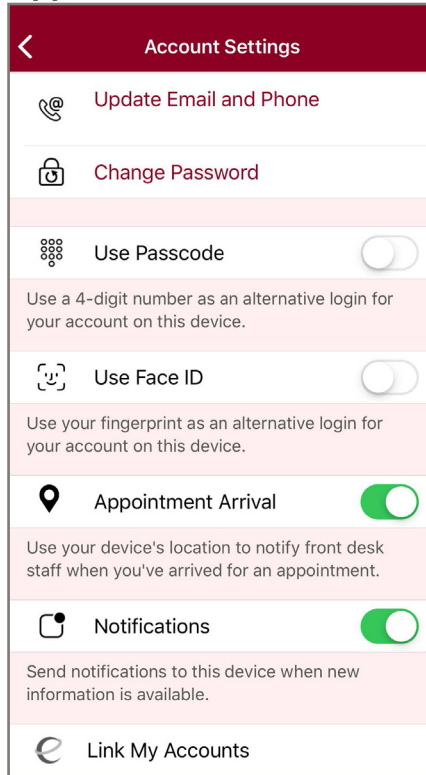 Account Settings
Update Email and Phone
Change Password
Use Passcode
Use a 4-digit number as an alternative login for
your account on this device.
Use Face ID
Use your fingerprint as an alternative login for
your account on this device.
Appointment Arrival
Use your device's location to notify front desk
staff when you've arrived for an appointment.
Notifications
Send notifications to this device when new
information is available.
Link My Accounts